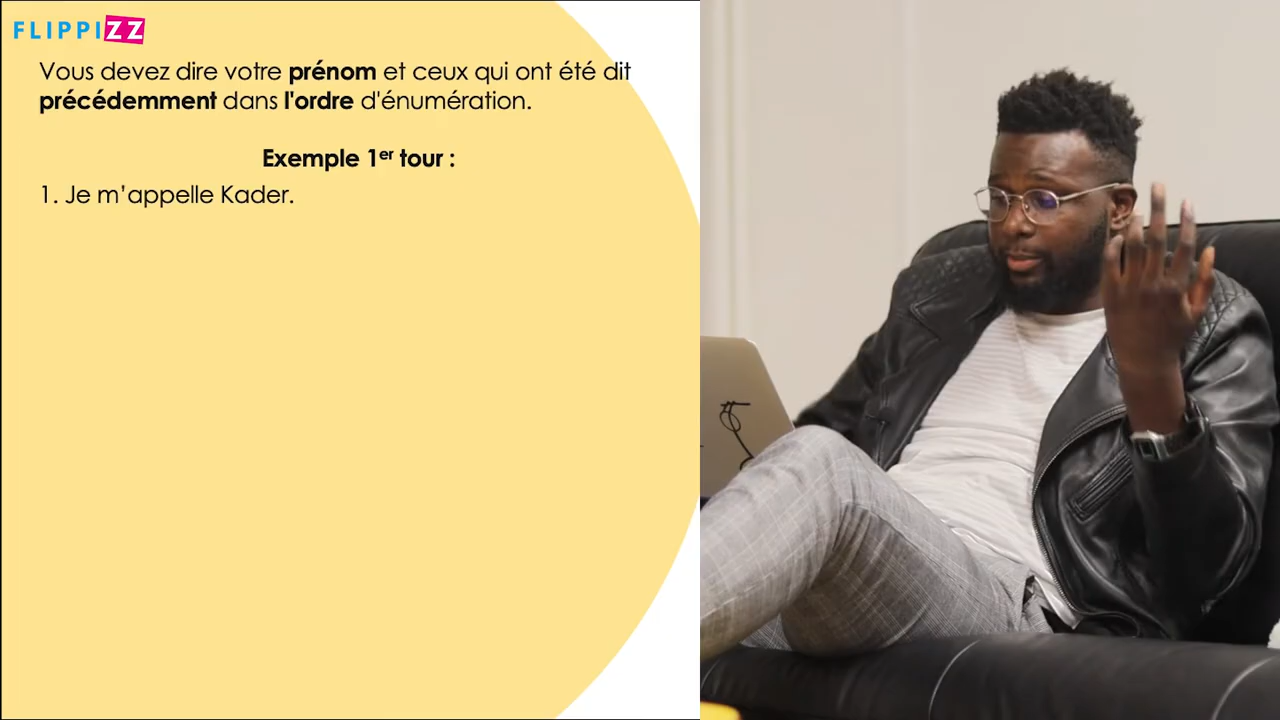 FLIPPIZZ
Vous devez dire votre prénom et ceux qui ont été dit
précédemment dans l'ordre d'énumération.
Exemple 1er tour :
1. Je m’appelle Kader.